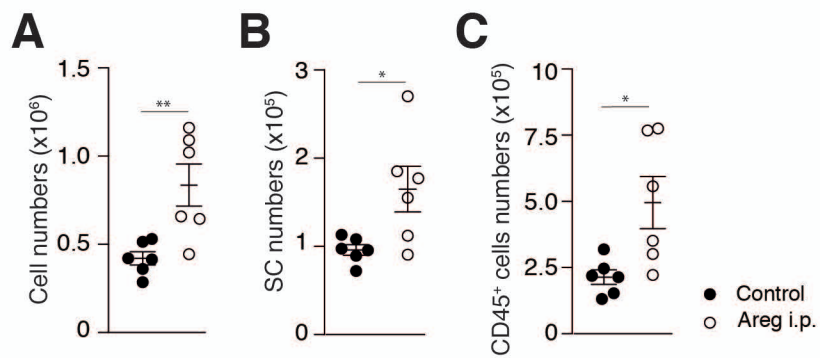 A
Cell numbers (x10⁶)
1.5
1.0
0.5
0
**
B
SC numbers (x10⁵)
3
2
1
0
*
C
CD45⁺ cells numbers (x10⁵)
10
7.5
5.0
2.5
0
*
Control
Areg i.p.